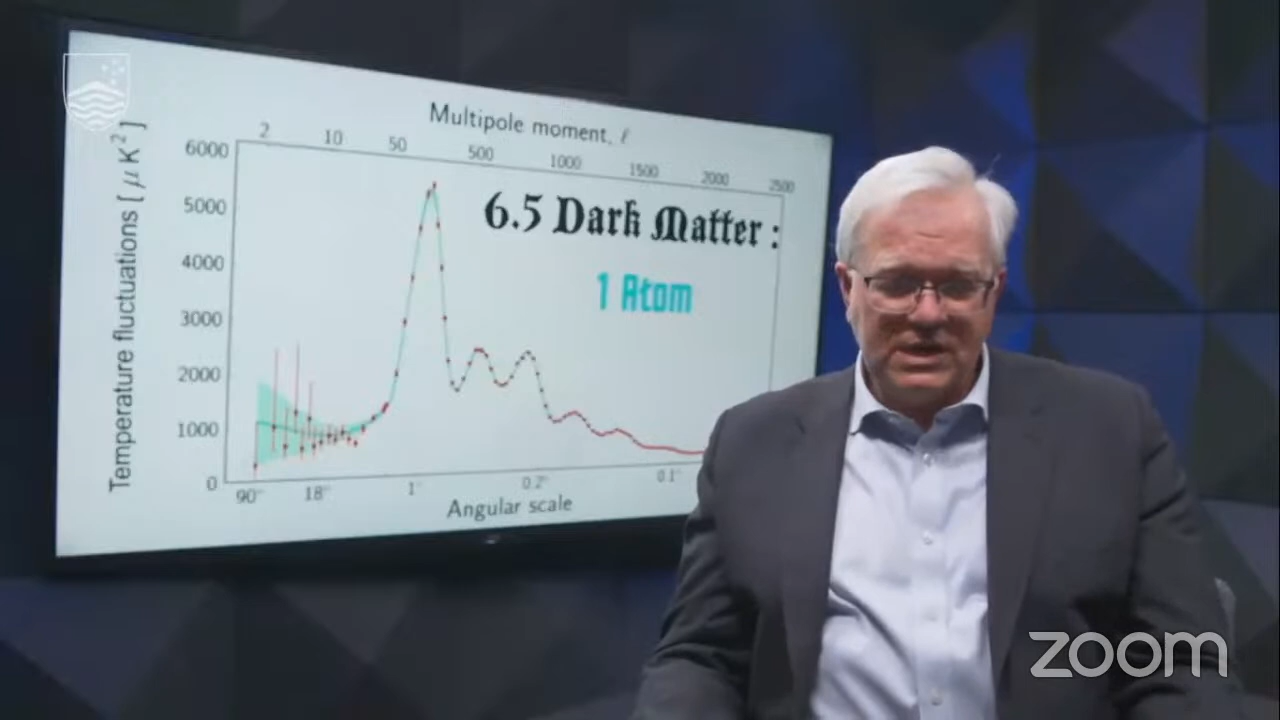 Multipole moment, ℓ
2 10 50 500 1000 1500 2000 2500
Temperature fluctuations [ μ K² ]
6000
5000
4000
3000
2000
1000
0
6.5 Dark Matter :
1 Atom
90° 18° 1° 0.2° 0.1°
Angular scale
zoom